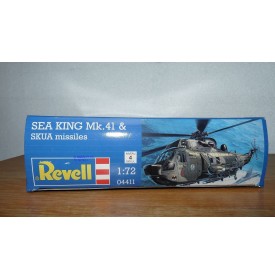 SEA KING Mk.41 &
SKUA missiles
Revell
1:72
04411